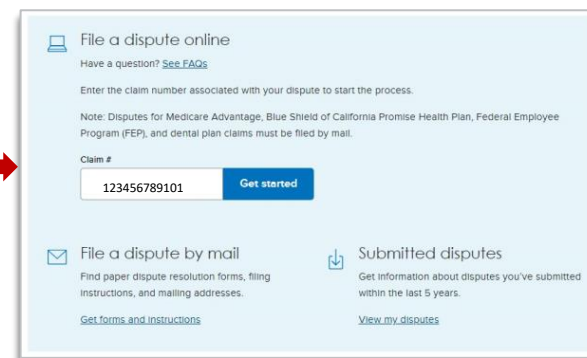 File a dispute online
Have a question? See FAQs
Enter the claim number associated with your dispute to start the process.
Note: Disputes for Medicare Advantage, Blue Shield of California Promise Health Plan, Federal Employee
Program (FEP), and dental plan claims must be filed by mail.
Claim #
123456789101 Get started
File a dispute by mail
Find paper dispute resolution forms, filing
instructions, and mailing addresses.
Get forms and instructions
Submitted disputes
Get information about disputes you've submitted
within the last 5 years.
View my disputes